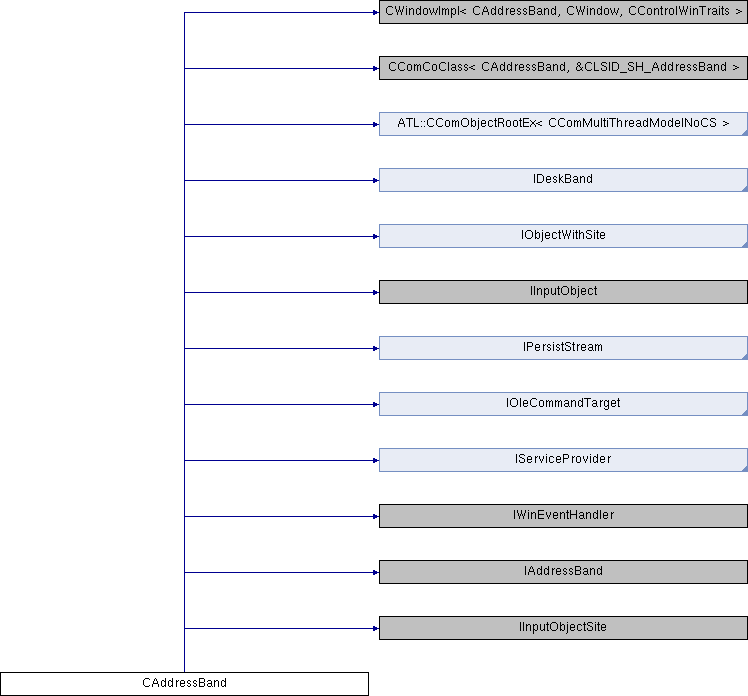 CWindowImpl< CAddressBand, CWindow, CControlWinTraits >
CComCoClass< CAddressBand, &CLSID_SH_AddressBand >
ATL::CComObjectRootEx< CComMultiThreadModelNoCS >
IDeskBand
IObjectWithSite
IInputObject
IPersistStream
IOleCommandTarget
IServiceProvider
IWinEventHandler
IAddressBand
IInputObjectSite
CAddressBand